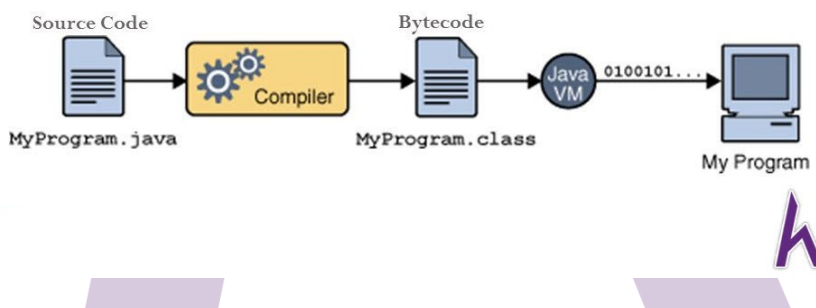 Source Code
Bytecode
Compiler
Java
VM
0100101...
MyProgram.java
MyProgram.class
My Program